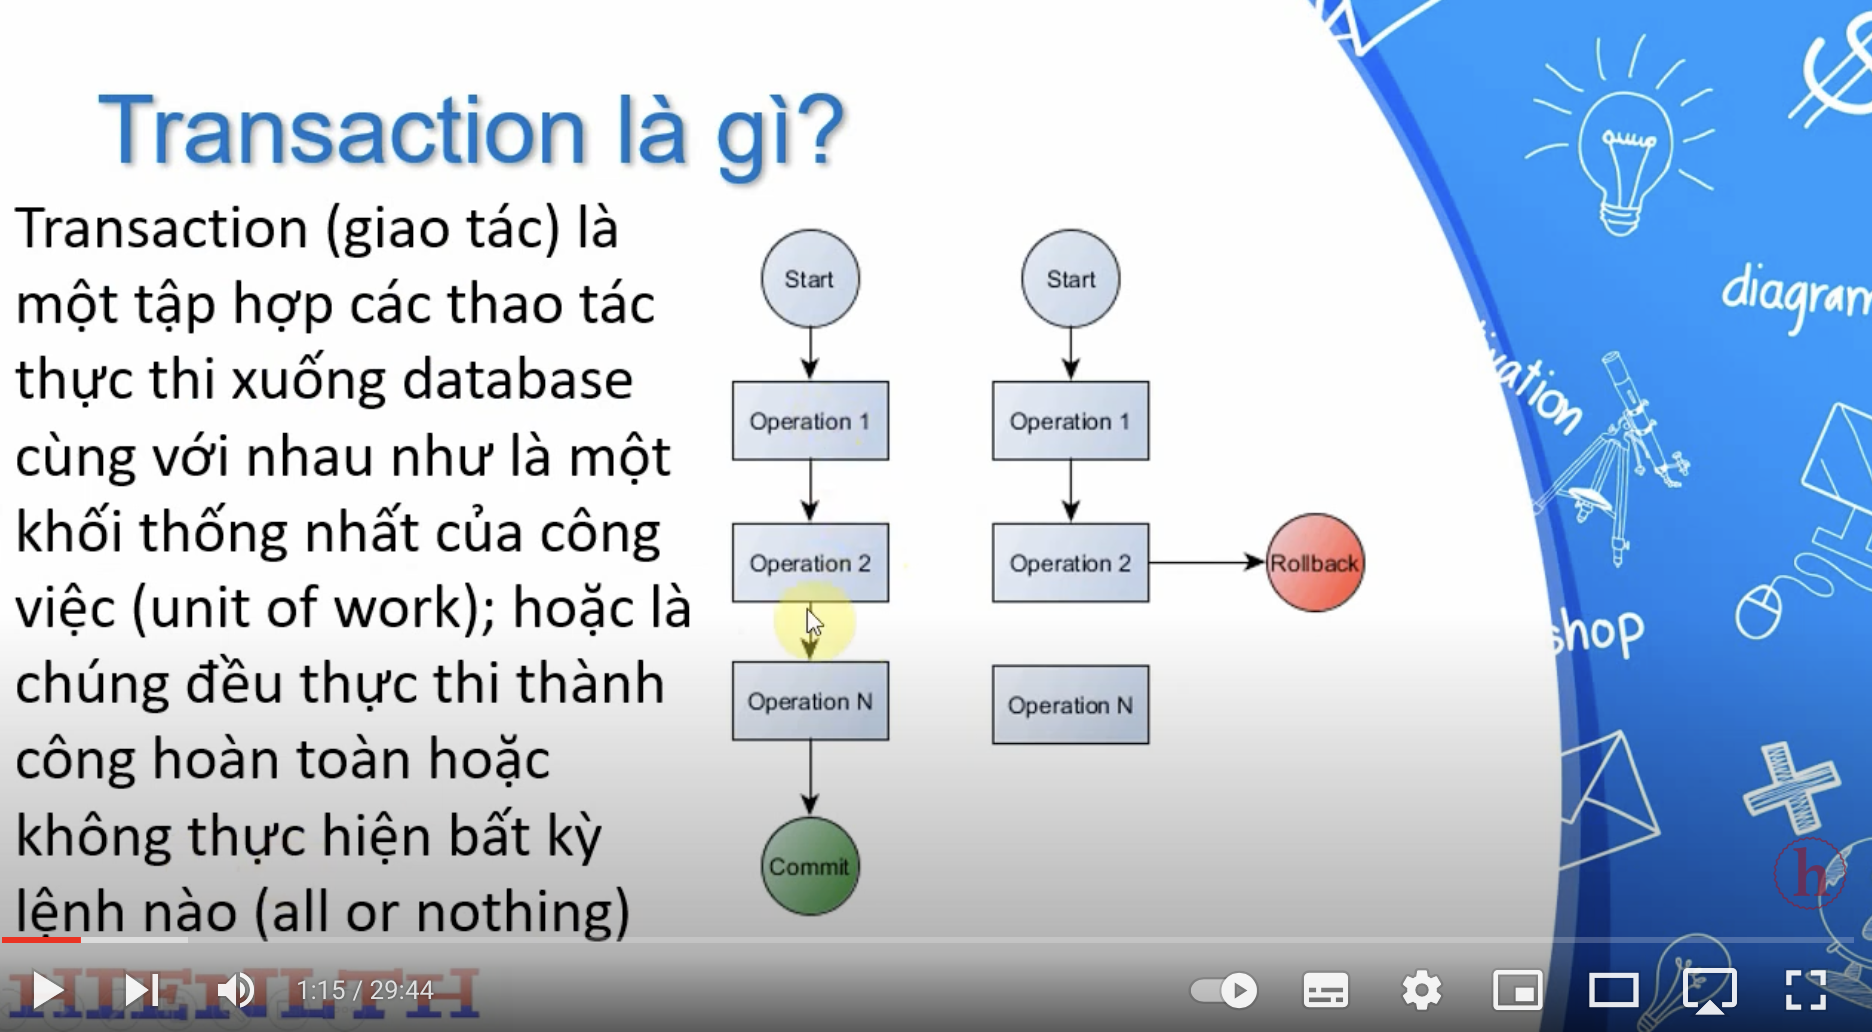 Transaction là gì?
Transaction (giao tác) là
một tập hợp các thao tác
thực thi xuống database
cùng với nhau như là một
khối thống nhất của công
việc (unit of work); hoặc là
chúng đều thực thi thành
công hoàn toàn hoặc
không thực hiện bất kỳ
lệnh nào (all or nothing)
Start
Operation 1
Operation 2
Operation N
Commit
Start
Operation 1
Operation 2
Rollback
Operation N
diagram
shop
h
HIENLTH
1:15 / 29:44